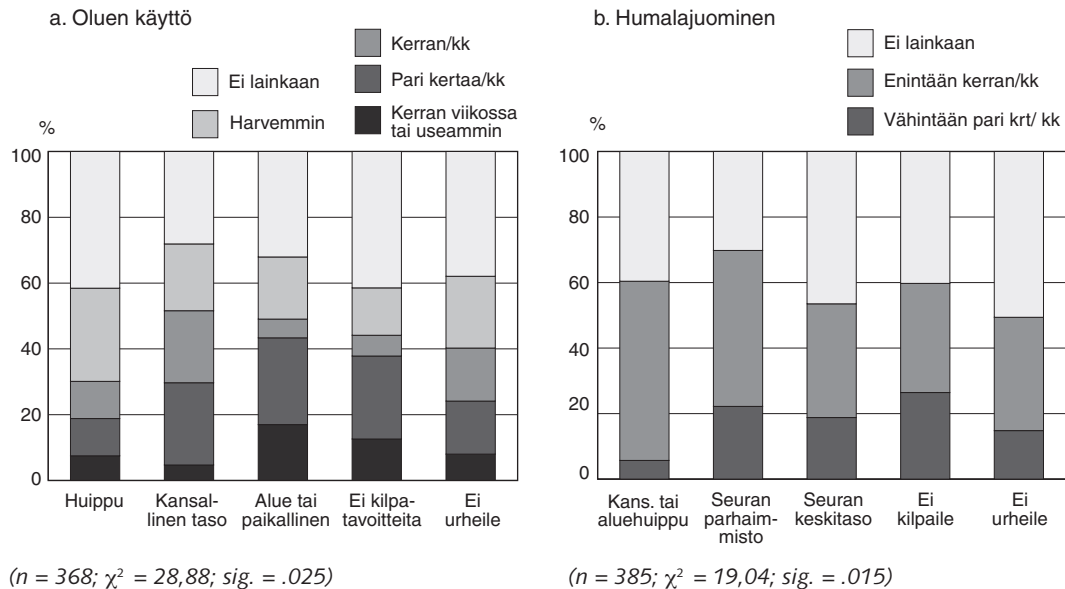 a. Oluen käyttö
Ei lainkaan
Harvemmin
Kerran/kk
Pari kertaa/kk
Kerran viikossa
tai useammin
%
100
80
60
40
20
0
Huippu
Kansal-
linen taso
Alue tai
paikallinen
Ei kilpa-
tavoitteita
Ei
urheile
(n = 368; χ² = 28,88; sig. = .025)
b. Humalajuominen
Ei lainkaan
Enintään kerran/kk
Vähintään pari krt/ kk
%
100
80
60
40
20
0
Kans. tai
aluehuippu
Seuran
parhaim-
misto
Seuran
keskitaso
Ei
kilpaile
Ei
urheile
(n = 385; χ² = 19,04; sig. = .015)